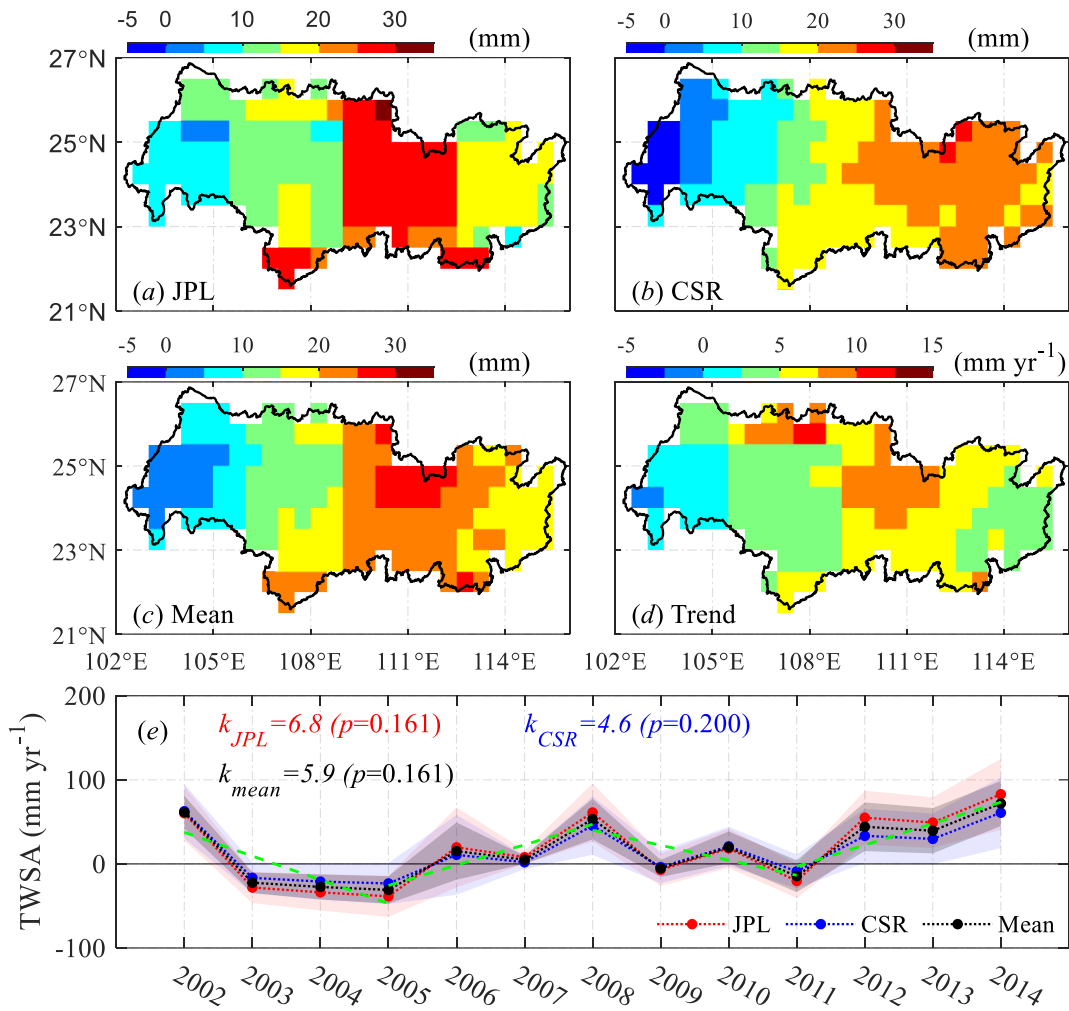 -5 0 10 20 30 (mm)
-5 0 10 20 30 (mm)
27°N
25°N
23°N
21°N
(a) JPL
(b) CSR
-5 0 10 20 30 (mm)
-5 0 5 10 15 (mm yr⁻¹)
27°N
25°N
23°N
21°N
(c) Mean
(d) Trend
102°E 105°E 108°E 111°E 114°E
102°E 105°E 108°E 111°E 114°E
TWSA (mm yr⁻¹)
200
100
0
-100
(e)
k_JPL=6.8 (p=0.161)
k_CSR=4.6 (p=0.200)
k_mean=5.9 (p=0.161)
JPL CSR Mean
2002 2003 2004 2005 2006 2007 2008 2009 2010 2011 2012 2013 2014